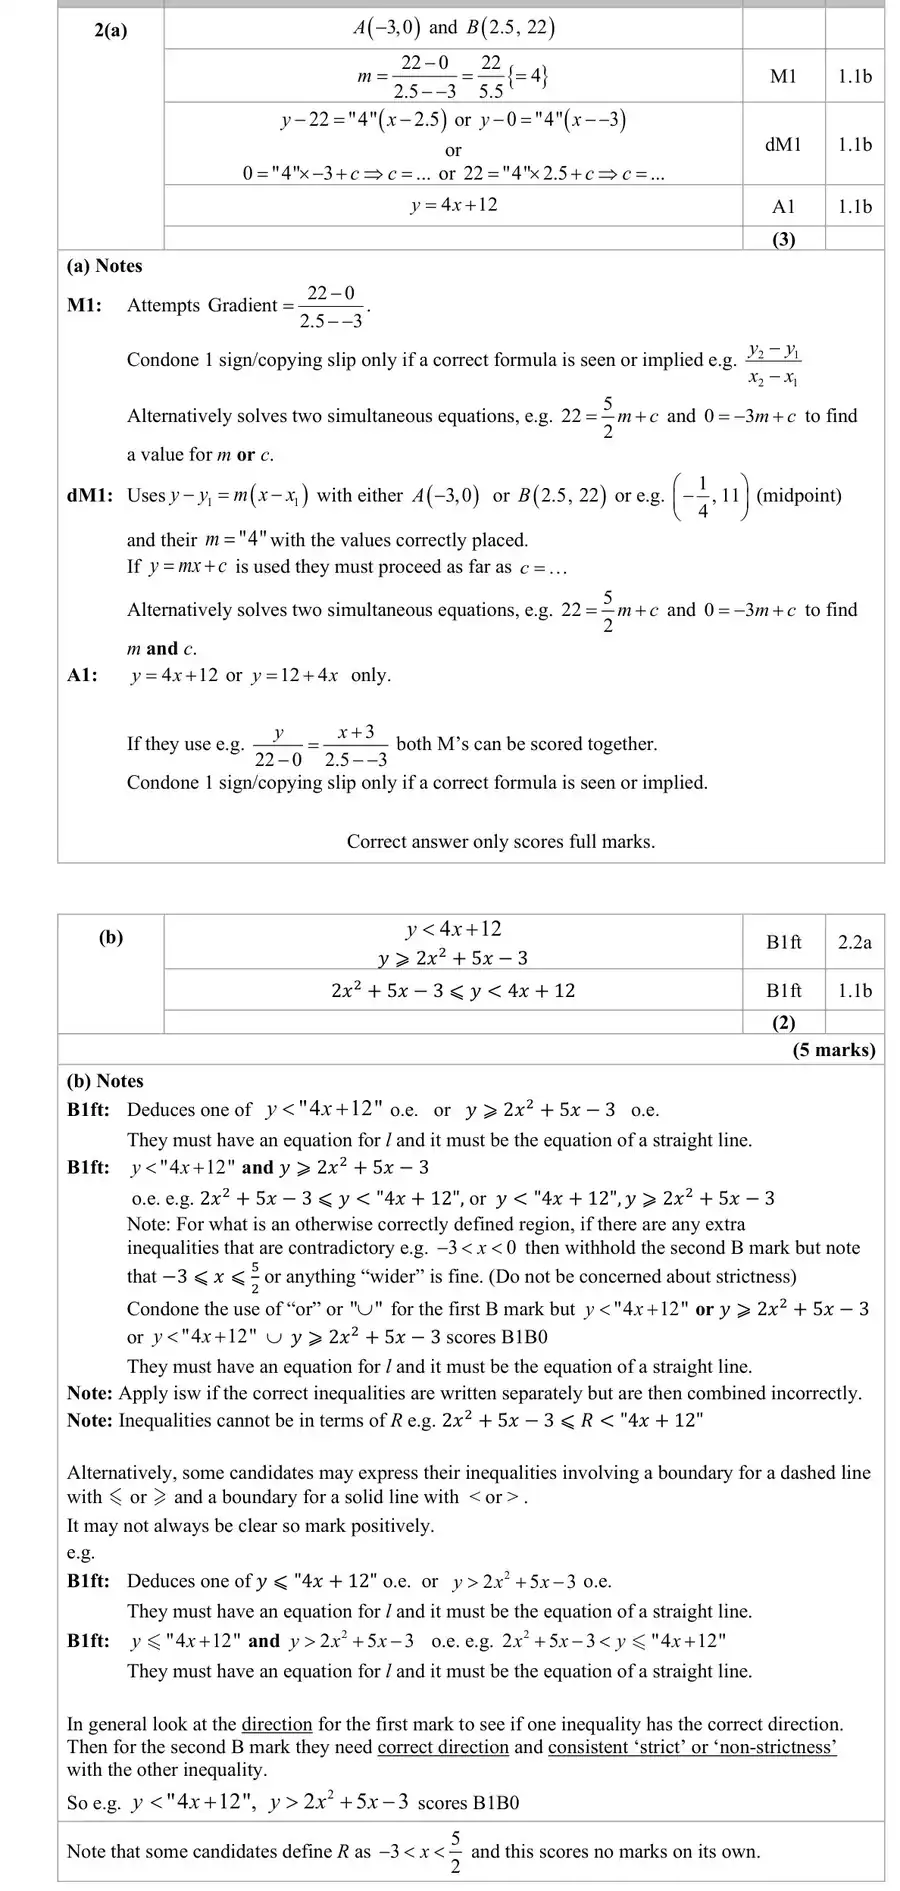 2(a) A(−3,0) and B(2.5, 22)
m = (22−0)/(2.5−−3) = 22/5.5 {= 4} M1 1.1b
y−22 = "4"(x−2.5) or y−0 = "4"(x−−3)
or
0 = "4"×−3+c ⇒ c = ... or 22 = "4"×2.5+c ⇒ c = ... dM1 1.1b
y = 4x+12 A1 1.1b
(3)
(a) Notes
M1: Attempts Gradient = (22−0)/(2.5−−3).
Condone 1 sign/copying slip only if a correct formula is seen or implied e.g. (y₂ − y₁)/(x₂ − x₁)
Alternatively solves two simultaneous equations, e.g. 22 = 5/2 m + c and 0 = −3m + c to find
a value for m or c.
dM1: Uses y − y₁ = m(x − x₁) with either A(−3,0) or B(2.5, 22) or e.g. (−1/4, 11) (midpoint)
and their m = "4" with the values correctly placed.
If y = mx + c is used they must proceed as far as c = …
Alternatively solves two simultaneous equations, e.g. 22 = 5/2 m + c and 0 = −3m + c to find
m and c.
A1: y = 4x+12 or y = 12+4x only.
If they use e.g. y/(22−0) = (x+3)/(2.5−−3) both M’s can be scored together.
Condone 1 sign/copying slip only if a correct formula is seen or implied.
Correct answer only scores full marks.
(b) y < 4x+12
y ⩾ 2x² + 5x − 3 B1ft 2.2a
2x² + 5x − 3 ⩽ y < 4x + 12 B1ft 1.1b
(2)
(5 marks)
(b) Notes
B1ft: Deduces one of y < "4x+12" o.e. or y ⩾ 2x² + 5x − 3 o.e.
They must have an equation for l and it must be the equation of a straight line.
B1ft: y < "4x+12" and y ⩾ 2x² + 5x − 3
o.e. e.g. 2x² + 5x − 3 ⩽ y < "4x + 12", or y < "4x + 12", y ⩾ 2x² + 5x − 3
Note: For what is an otherwise correctly defined region, if there are any extra
inequalities that are contradictory e.g. −3 < x < 0 then withhold the second B mark but note
that −3 ⩽ x ⩽ 5/2 or anything “wider” is fine. (Do not be concerned about strictness)
Condone the use of “or” or "∪" for the first B mark but y < "4x+12" or y ⩾ 2x² + 5x − 3
or y < "4x+12" ∪ y ⩾ 2x² + 5x − 3 scores B1B0
They must have an equation for l and it must be the equation of a straight line.
Note: Apply isw if the correct inequalities are written separately but are then combined incorrectly.
Note: Inequalities cannot be in terms of R e.g. 2x² + 5x − 3 ⩽ R < "4x + 12"
Alternatively, some candidates may express their inequalities involving a boundary for a dashed line
with ⩽ or ⩾ and a boundary for a solid line with < or > .
It may not always be clear so mark positively.
e.g.
B1ft: Deduces one of y ⩽ "4x + 12" o.e. or y > 2x² + 5x − 3 o.e.
They must have an equation for l and it must be the equation of a straight line.
B1ft: y ⩽ "4x+12" and y > 2x² + 5x − 3 o.e. e.g. 2x² + 5x − 3 < y ⩽ "4x+12"
They must have an equation for l and it must be the equation of a straight line.
In general look at the direction for the first mark to see if one inequality has the correct direction.
Then for the second B mark they need correct direction and consistent ‘strict’ or ‘non-strictness’
with the other inequality.
So e.g. y < "4x+12", y > 2x² + 5x − 3 scores B1B0
Note that some candidates define R as −3 < x < 5/2 and this scores no marks on its own.